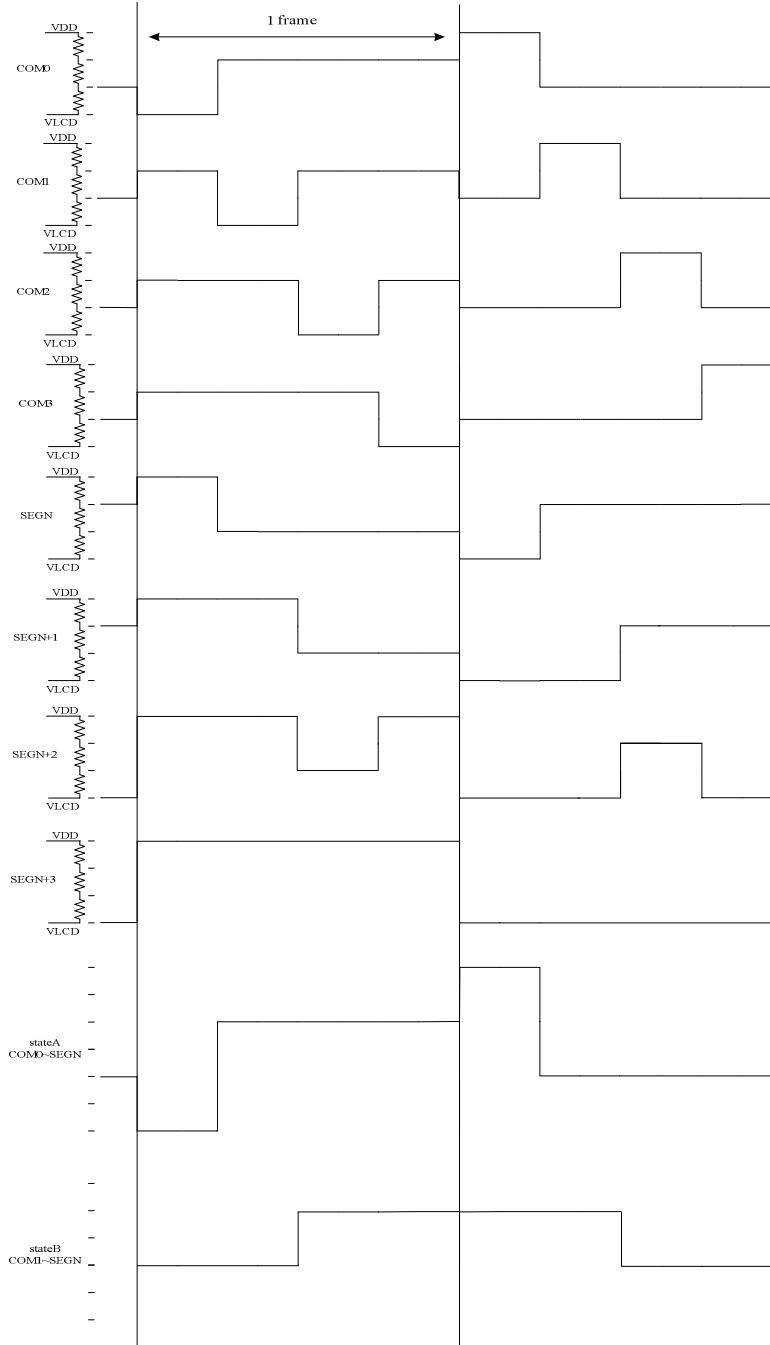 1 frame
VDD
COM0
VLCD
VDD
COM1
VLCD
VDD
COM2
VLCD
VDD
COM3
VLCD
VDD
SEGN
VLCD
VDD
SEGN+1
VLCD
VDD
SEGN+2
VLCD
VDD
SEGN+3
VLCD
stateA
COM0~SEGN
stateB
COM1~SEGN